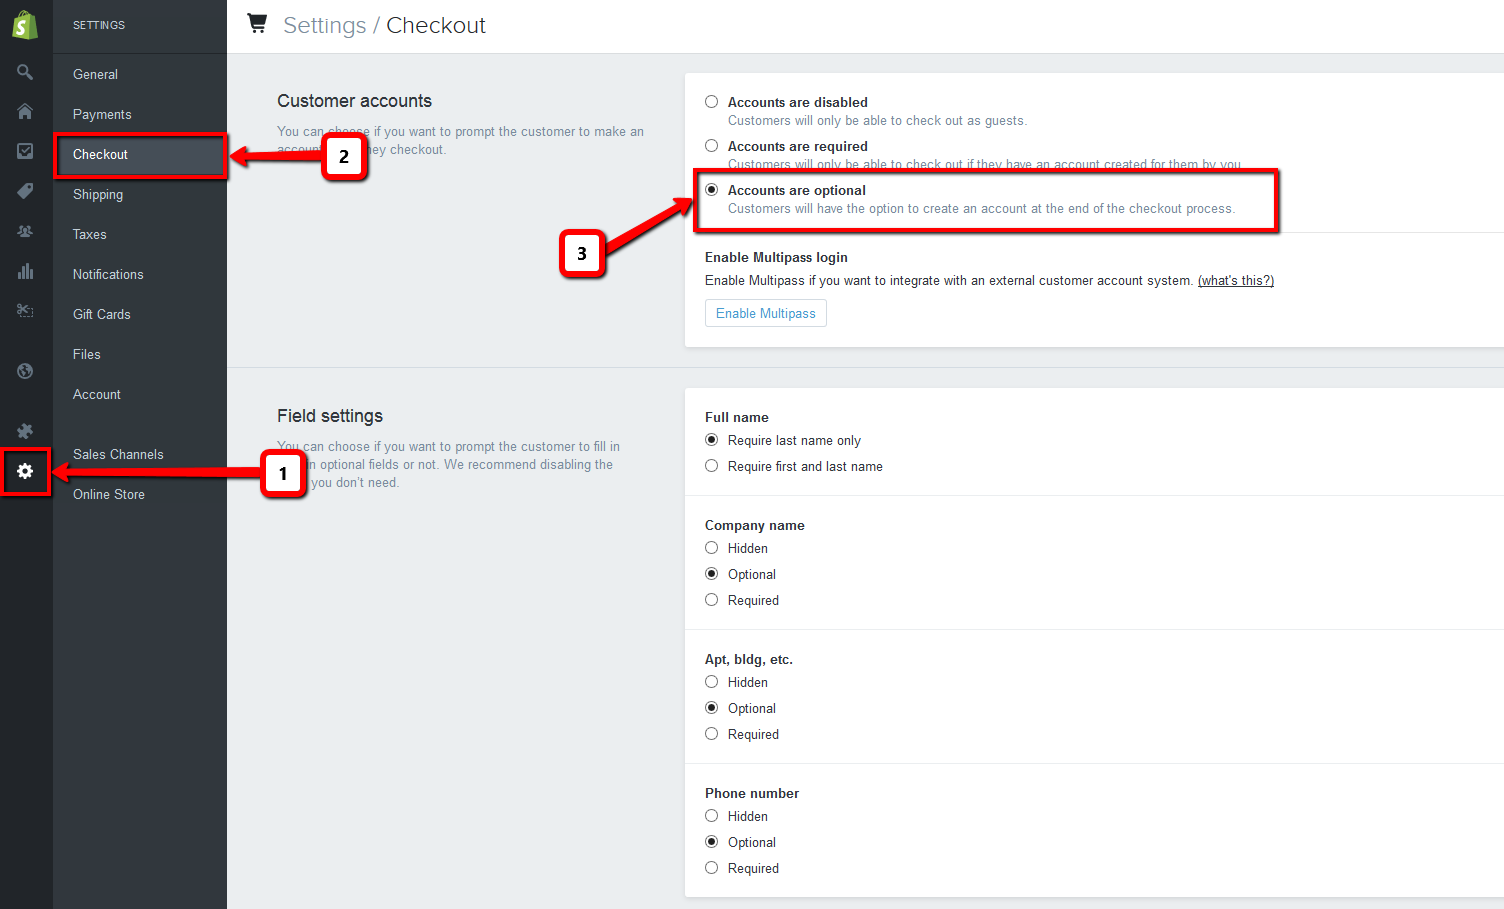 SETTINGS
General
Payments
Checkout
Shipping
Taxes
Notifications
Gift Cards
Files
Account
Sales Channels
Online Store
Settings / Checkout
Customer accounts
You can choose if you want to prompt the customer to make an
they checkout.
Accounts are disabled
Customers will only be able to check out as guests.
Accounts are required
Customers will only be able to check out if they have an account created for them by you.
Accounts are optional
Customers will have the option to create an account at the end of the checkout process.
Enable Multipass login
Enable Multipass if you want to integrate with an external customer account system. (what's this?)
Enable Multipass
Field settings
You can choose if you want to prompt the customer to fill in
optional fields or not. We recommend disabling the
you don't need.
Full name
Require last name only
Require first and last name
Company name
Hidden
Optional
Required
Apt, bldg, etc.
Hidden
Optional
Required
Phone number
Hidden
Optional
Required
1
2
3